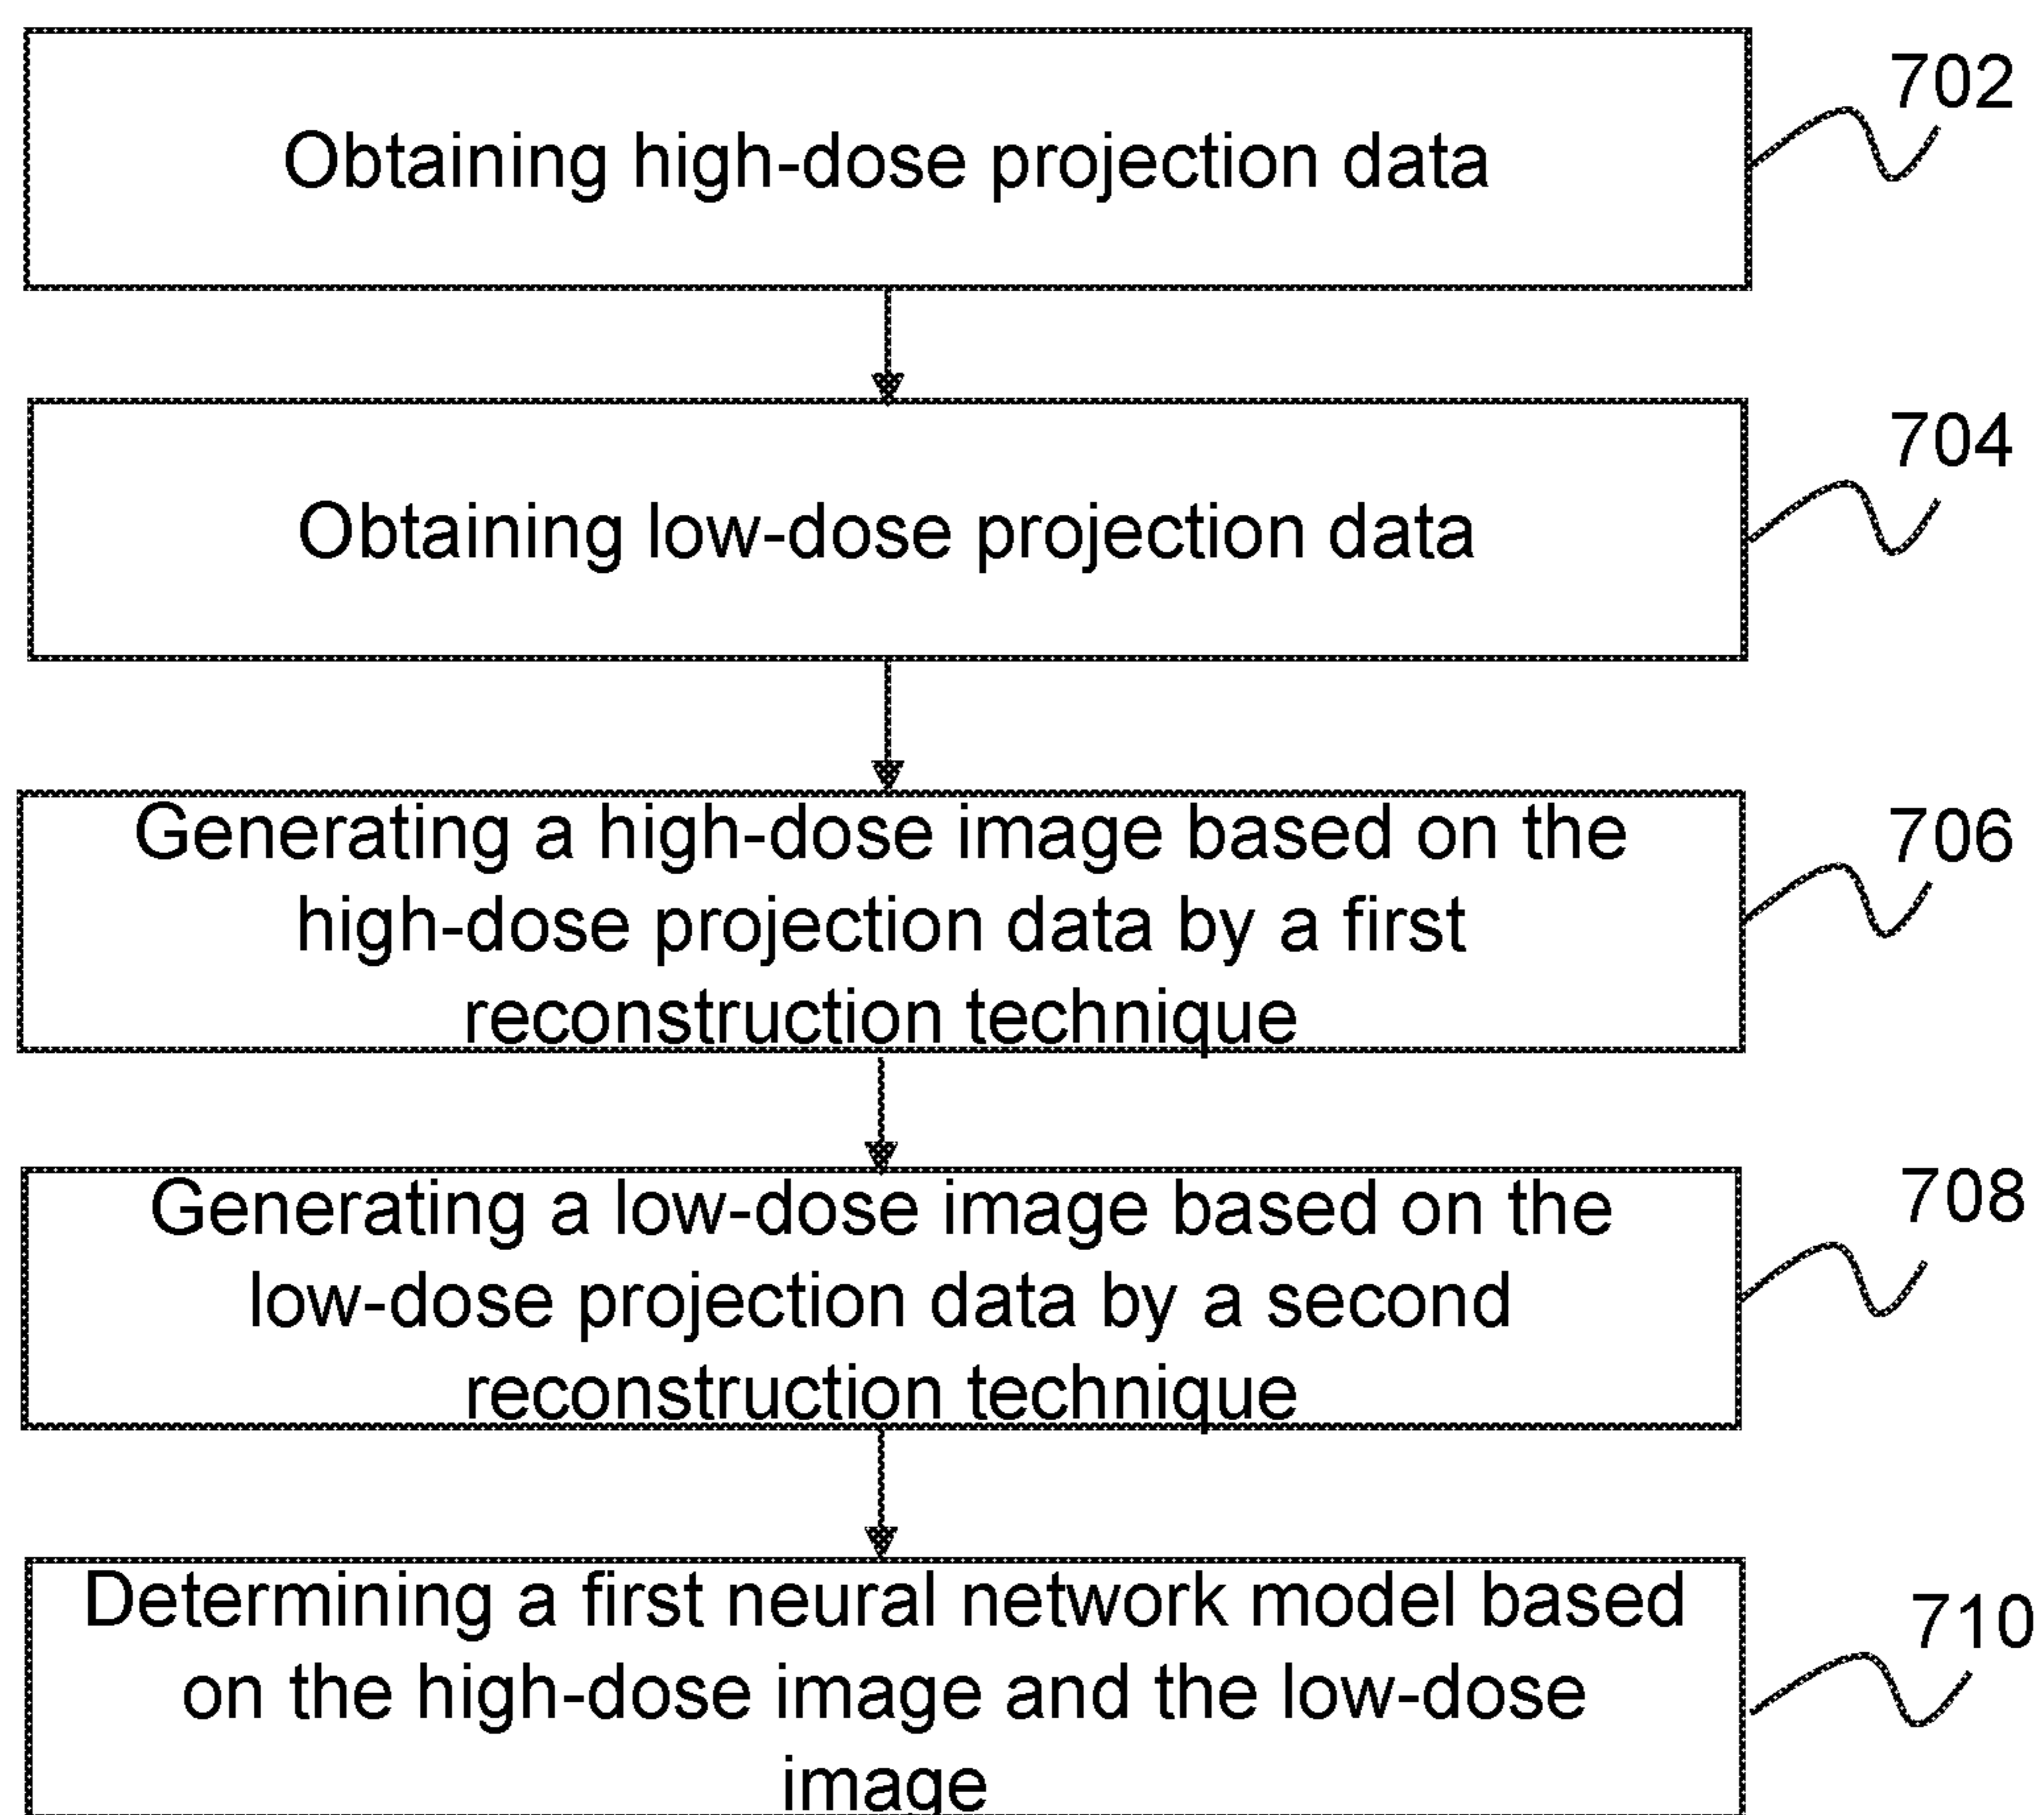 Obtaining high-dose projection data
702
Obtaining low-dose projection data
704
Generating a high-dose image based on the
high-dose projection data by a first
reconstruction technique
706
Generating a low-dose image based on the
low-dose projection data by a second
reconstruction technique
708
Determining a first neural network model based
on the high-dose image and the low-dose
image
710